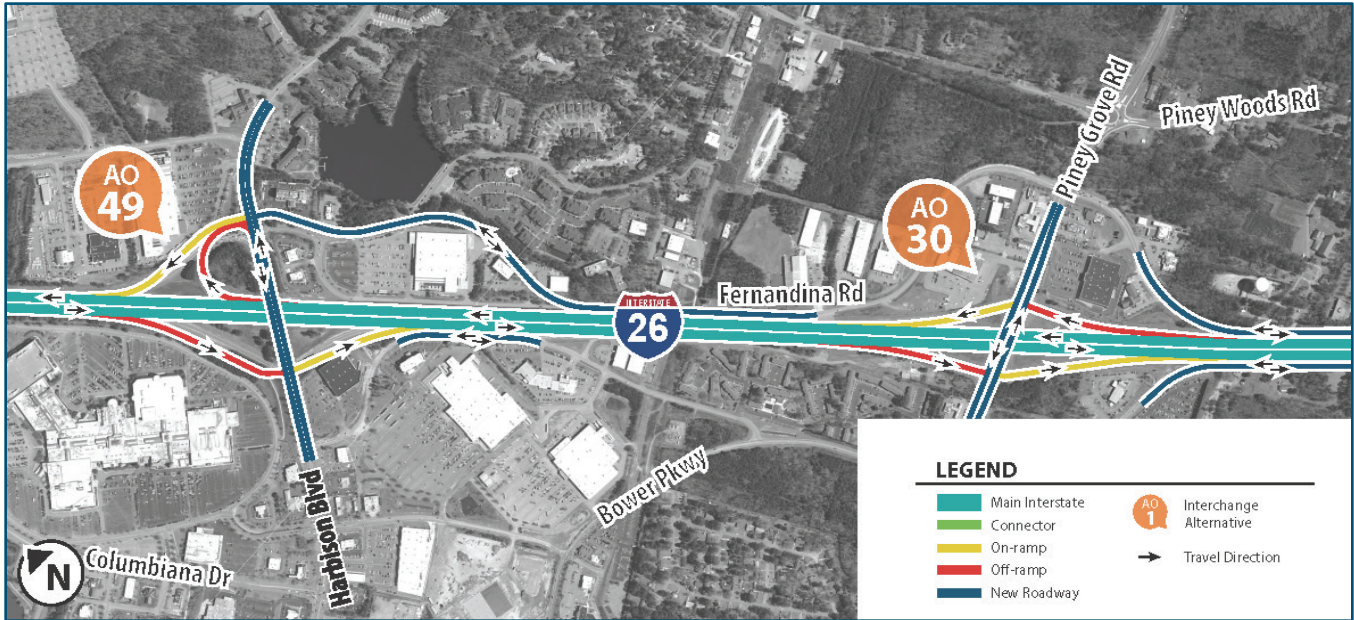 Piney Grove Rd
Piney Woods Rd
AO
49
AO
30
Fernandina Rd
INTERSTATE
26
Bower Pkwy
Harbison Blvd
Columbiana Dr
N
LEGEND
Main Interstate
Connector
On-ramp
Off-ramp
New Roadway
AO
1
Interchange
Alternative
Travel Direction